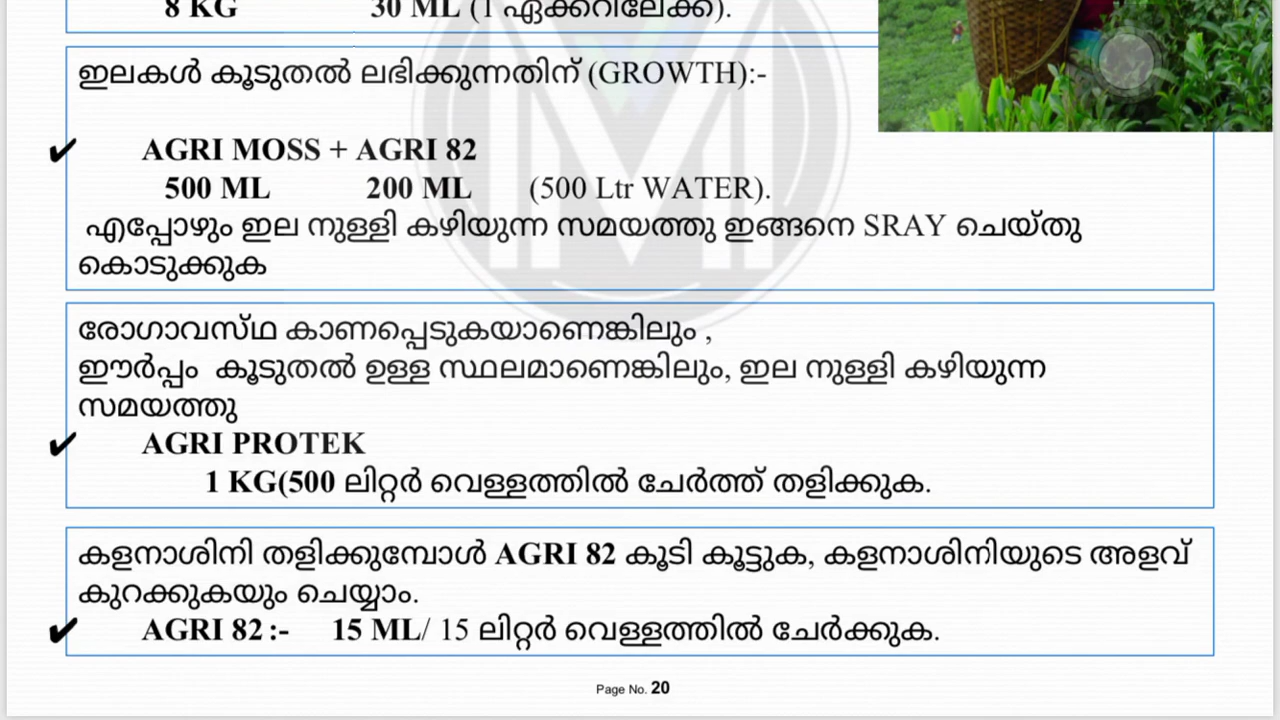 8 KG 30 ML (1 ഏക്കറിലേക്ക്).
ഇലകൾ കൂടുതൽ ലഭിക്കുന്നതിന് (GROWTH):-
✔ AGRI MOSS + AGRI 82
500 ML 200 ML (500 Ltr WATER).
എപ്പോഴും ഇല നുള്ളി കഴിയുന്ന സമയത്തു ഇങ്ങനെ SRAY ചെയ്തു
കൊടുക്കുക
രോഗാവസ്ഥ കാണപ്പെടുകയാണെങ്കിലും ,
ഈർപ്പം കൂടുതൽ ഉള്ള സ്ഥലമാണെങ്കിലും, ഇല നുള്ളി കഴിയുന്ന
സമയത്തു
✔ AGRI PROTEK
1 KG(500 ലിറ്റർ വെള്ളത്തിൽ ചേർത്ത് തളിക്കുക.
കളനാശിനി തളിക്കുമ്പോൾ AGRI 82 കൂടി കൂട്ടുക, കളനാശിനിയുടെ അളവ്
കുറക്കുകയും ചെയ്യാം.
✔ AGRI 82 :- 15 ML/ 15 ലിറ്റർ വെള്ളത്തിൽ ചേർക്കുക.
Page No. 20